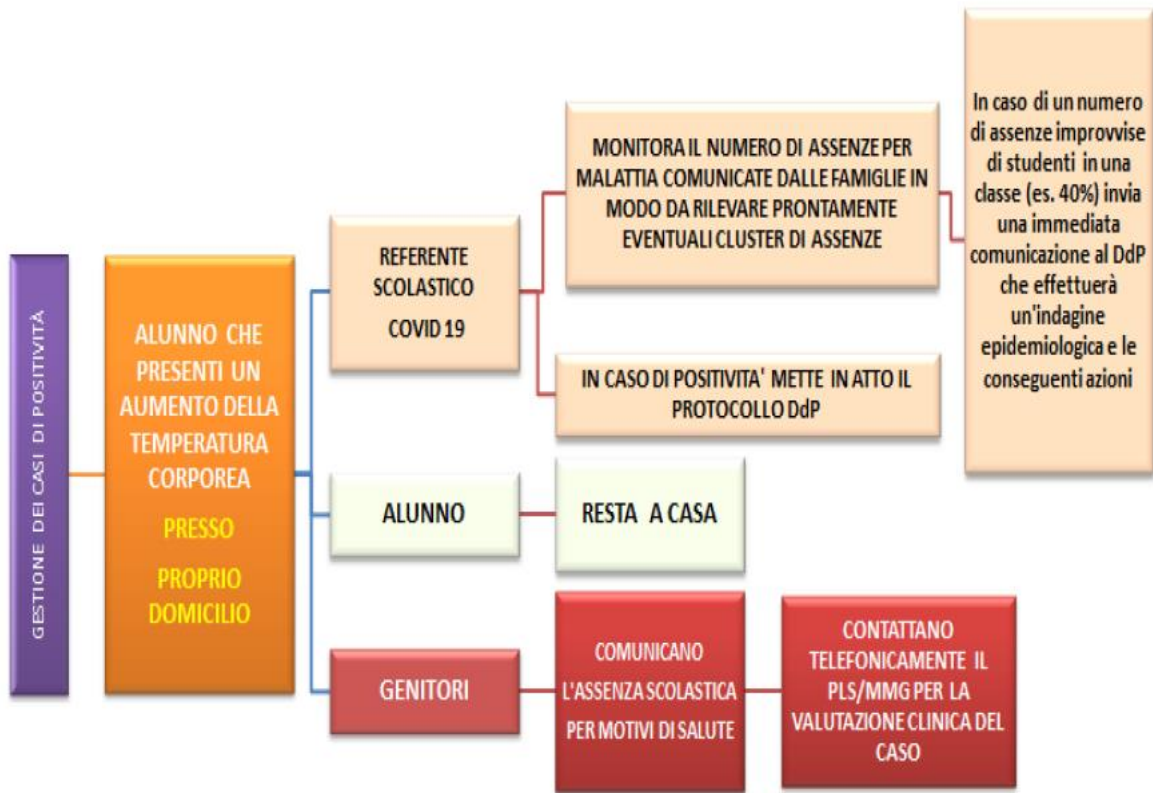 GESTIONE DEI CASI DI POSITIVITÀ
ALUNNO CHE
PRESENTI UN
AUMENTO DELLA
TEMPERATURA
CORPOREA
PRESSO
PROPRIO
DOMICILIO
REFERENTE
SCOLASTICO
COVID 19
MONITORA IL NUMERO DI ASSENZE PER
MALATTIA COMUNICATE DALLE FAMIGLIE IN
MODO DA RILEVARE PRONTAMENTE
EVENTUALI CLUSTER DI ASSENZE
In caso di un numero
di assenze improvvise
di studenti in una
classe (es. 40%) invia
una immediata
comunicazione al DdP
che effettuerà
un'indagine
epidemiologica e le
conseguenti azioni
IN CASO DI POSITIVITA' METTE IN ATTO IL
PROTOCOLLO DdP
ALUNNO
RESTA A CASA
GENITORI
COMUNICANO
L'ASSENZA SCOLASTICA
PER MOTIVI DI SALUTE
CONTATTANO
TELEFONICAMENTE IL
PLS/MMG PER LA
VALUTAZIONE CLINICA DEL
CASO